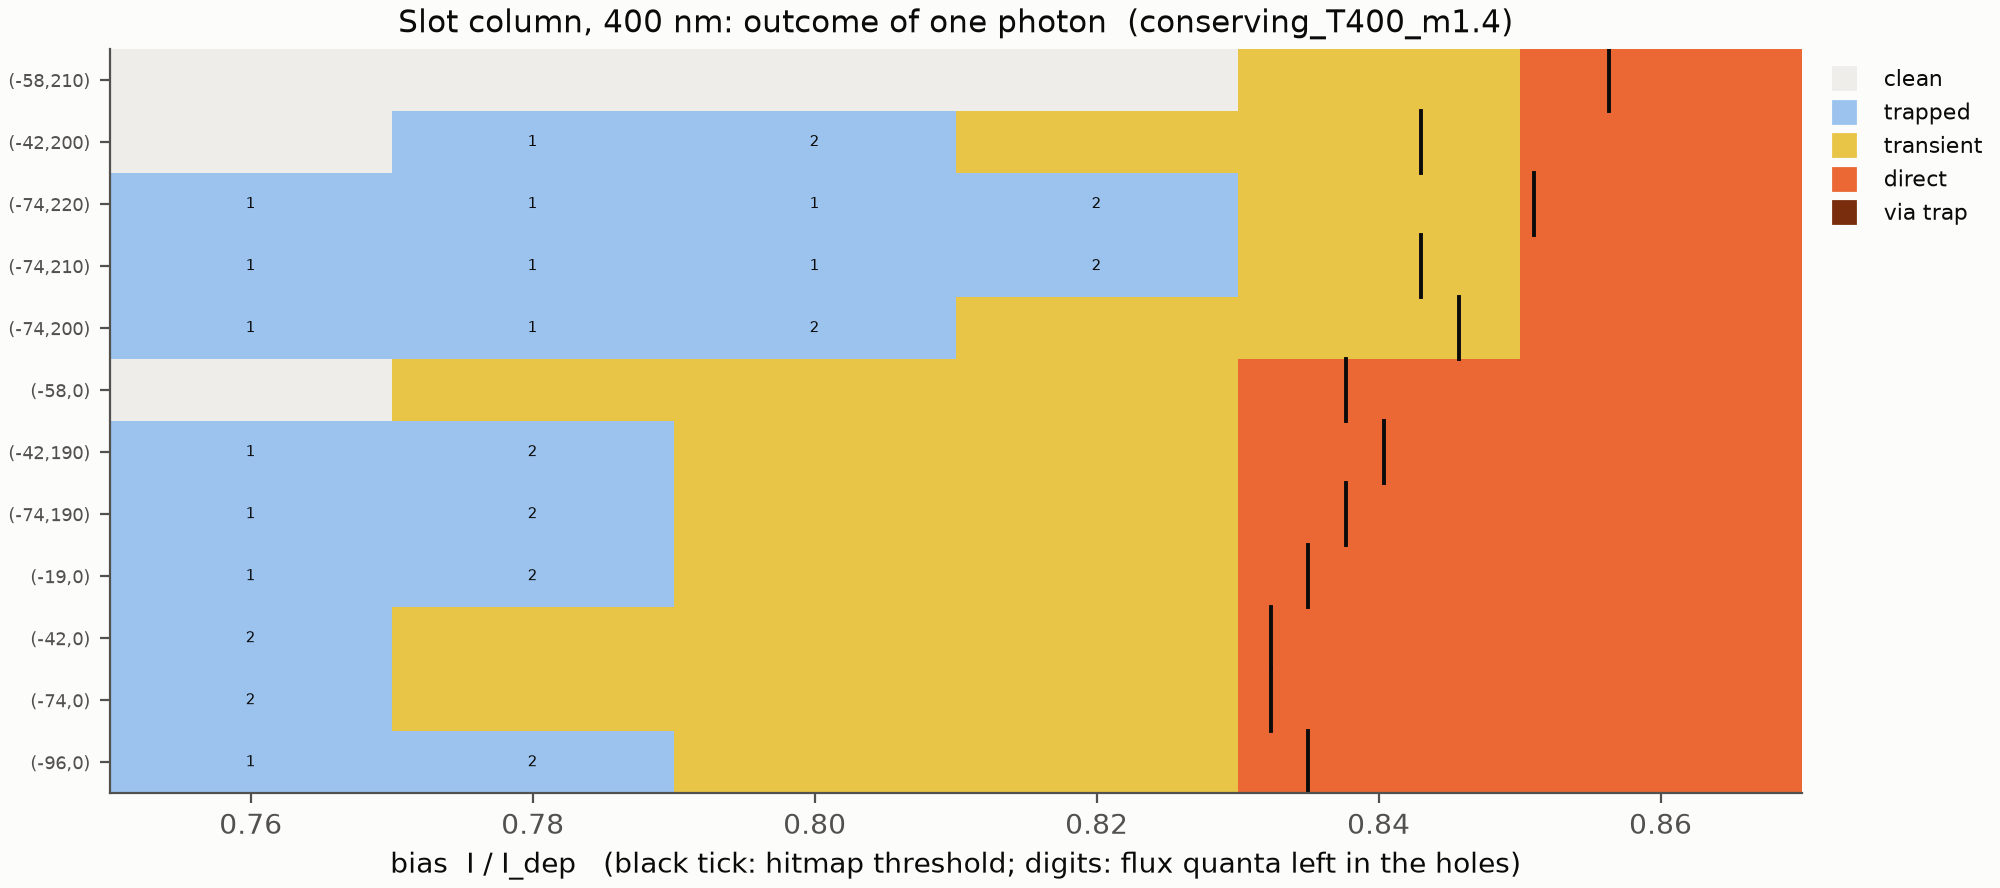 Slot column, 400 nm: outcome of one photon (conserving_T400_m1.4)
(-58,210)
(-42,200) 1 2
(-74,220) 1 1 1 2
(-74,210) 1 1 1 2
(-74,200) 1 1 2
(-58,0)
(-42,190) 1 2
(-74,190) 1 2
(-19,0) 1 2
(-42,0) 2
(-74,0) 2
(-96,0) 1 2
0.76 0.78 0.80 0.82 0.84 0.86
bias I / I_dep (black tick: hitmap threshold; digits: flux quanta left in the holes)
clean
trapped
transient
direct
via trap